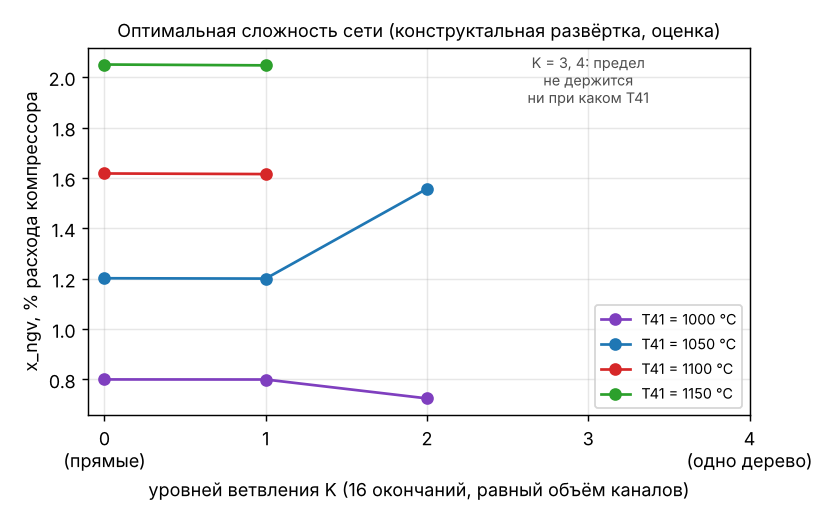 Оптимальная сложность сети (конструктальная развёртка, оценка)
K = 3, 4: предел
не держится
ни при каком T41
x_ngv, % расхода компрессора
2.0
1.8
1.6
1.4
1.2
1.0
0.8
T41 = 1000 °C
T41 = 1050 °C
T41 = 1100 °C
T41 = 1150 °C
0
(прямые)
1
2
3
4
(одно дерево)
уровней ветвления K (16 окончаний, равный объём каналов)